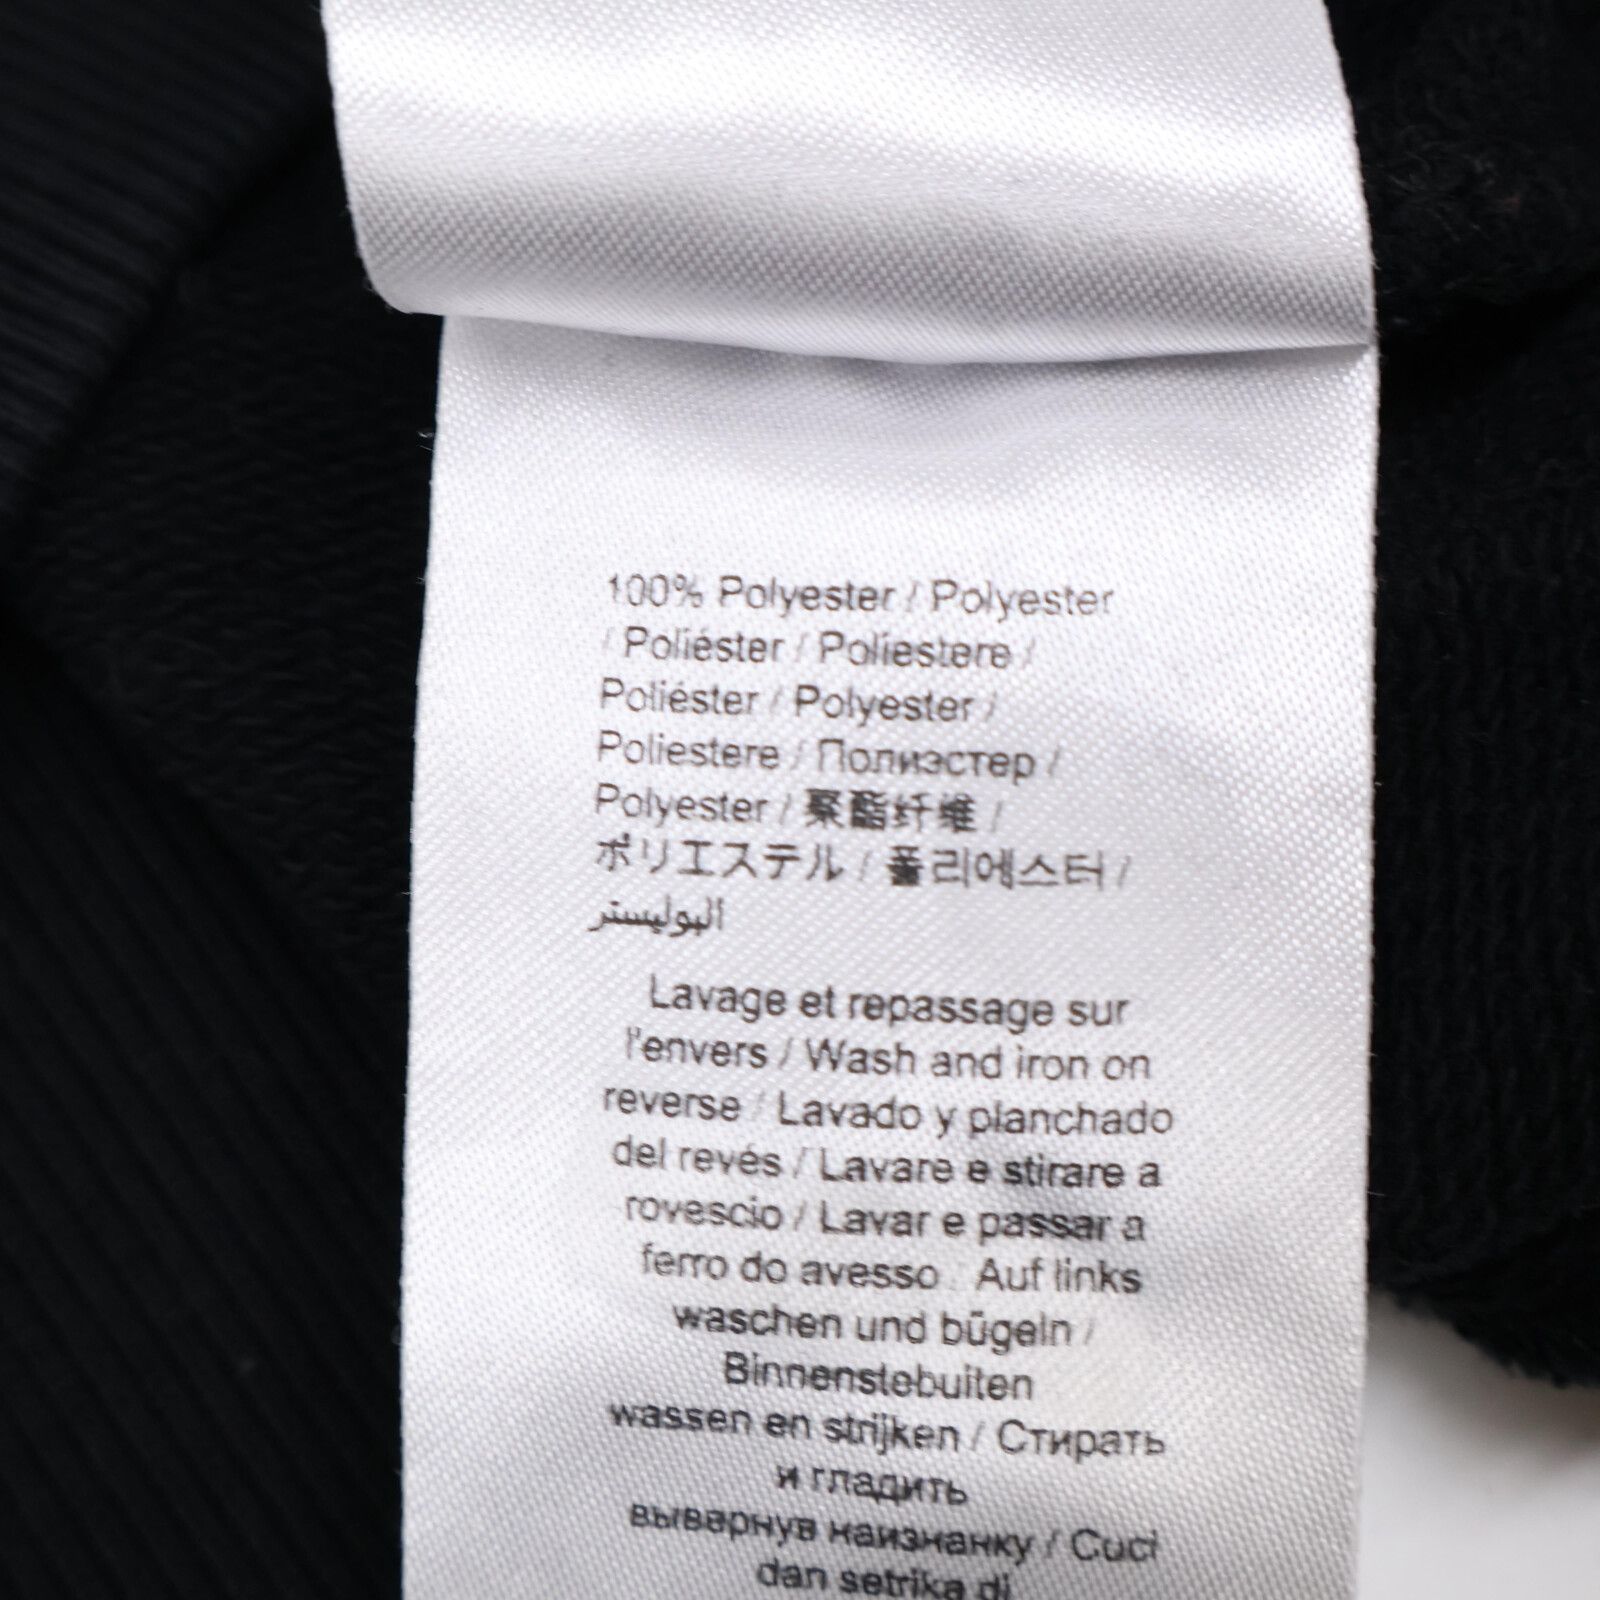 100% Polyester / Polyester
/ Poliéster / Poliestere /
Poliéster / Polyester /
Poliestere / Полиэстер /
Polyester / 聚酯纤维 /
ポリエステル / 폴리에스터 /
البوليستر
Lavage et repassage sur
l'envers / Wash and iron on
reverse / Lavado y planchado
del revés / Lavare e stirare a
rovescio / Lavar e passar a
ferro do avesso / Auf links
waschen und bügeln /
Binnenstebuiten
wassen en strijken / Стирать
и гладить
вывернув наизнанку / Cuci
dan setrika di